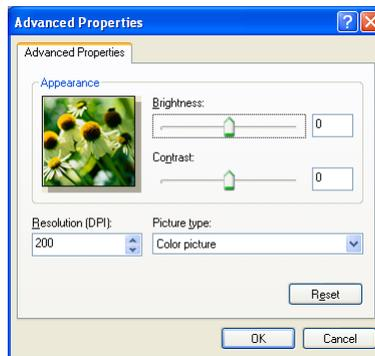 Advanced Properties
Advanced Properties
Appearance
Brightness:
0
Contrast:
0
Resolution (DPI):
Picture type:
200
Color picture
Reset
OK
Cancel